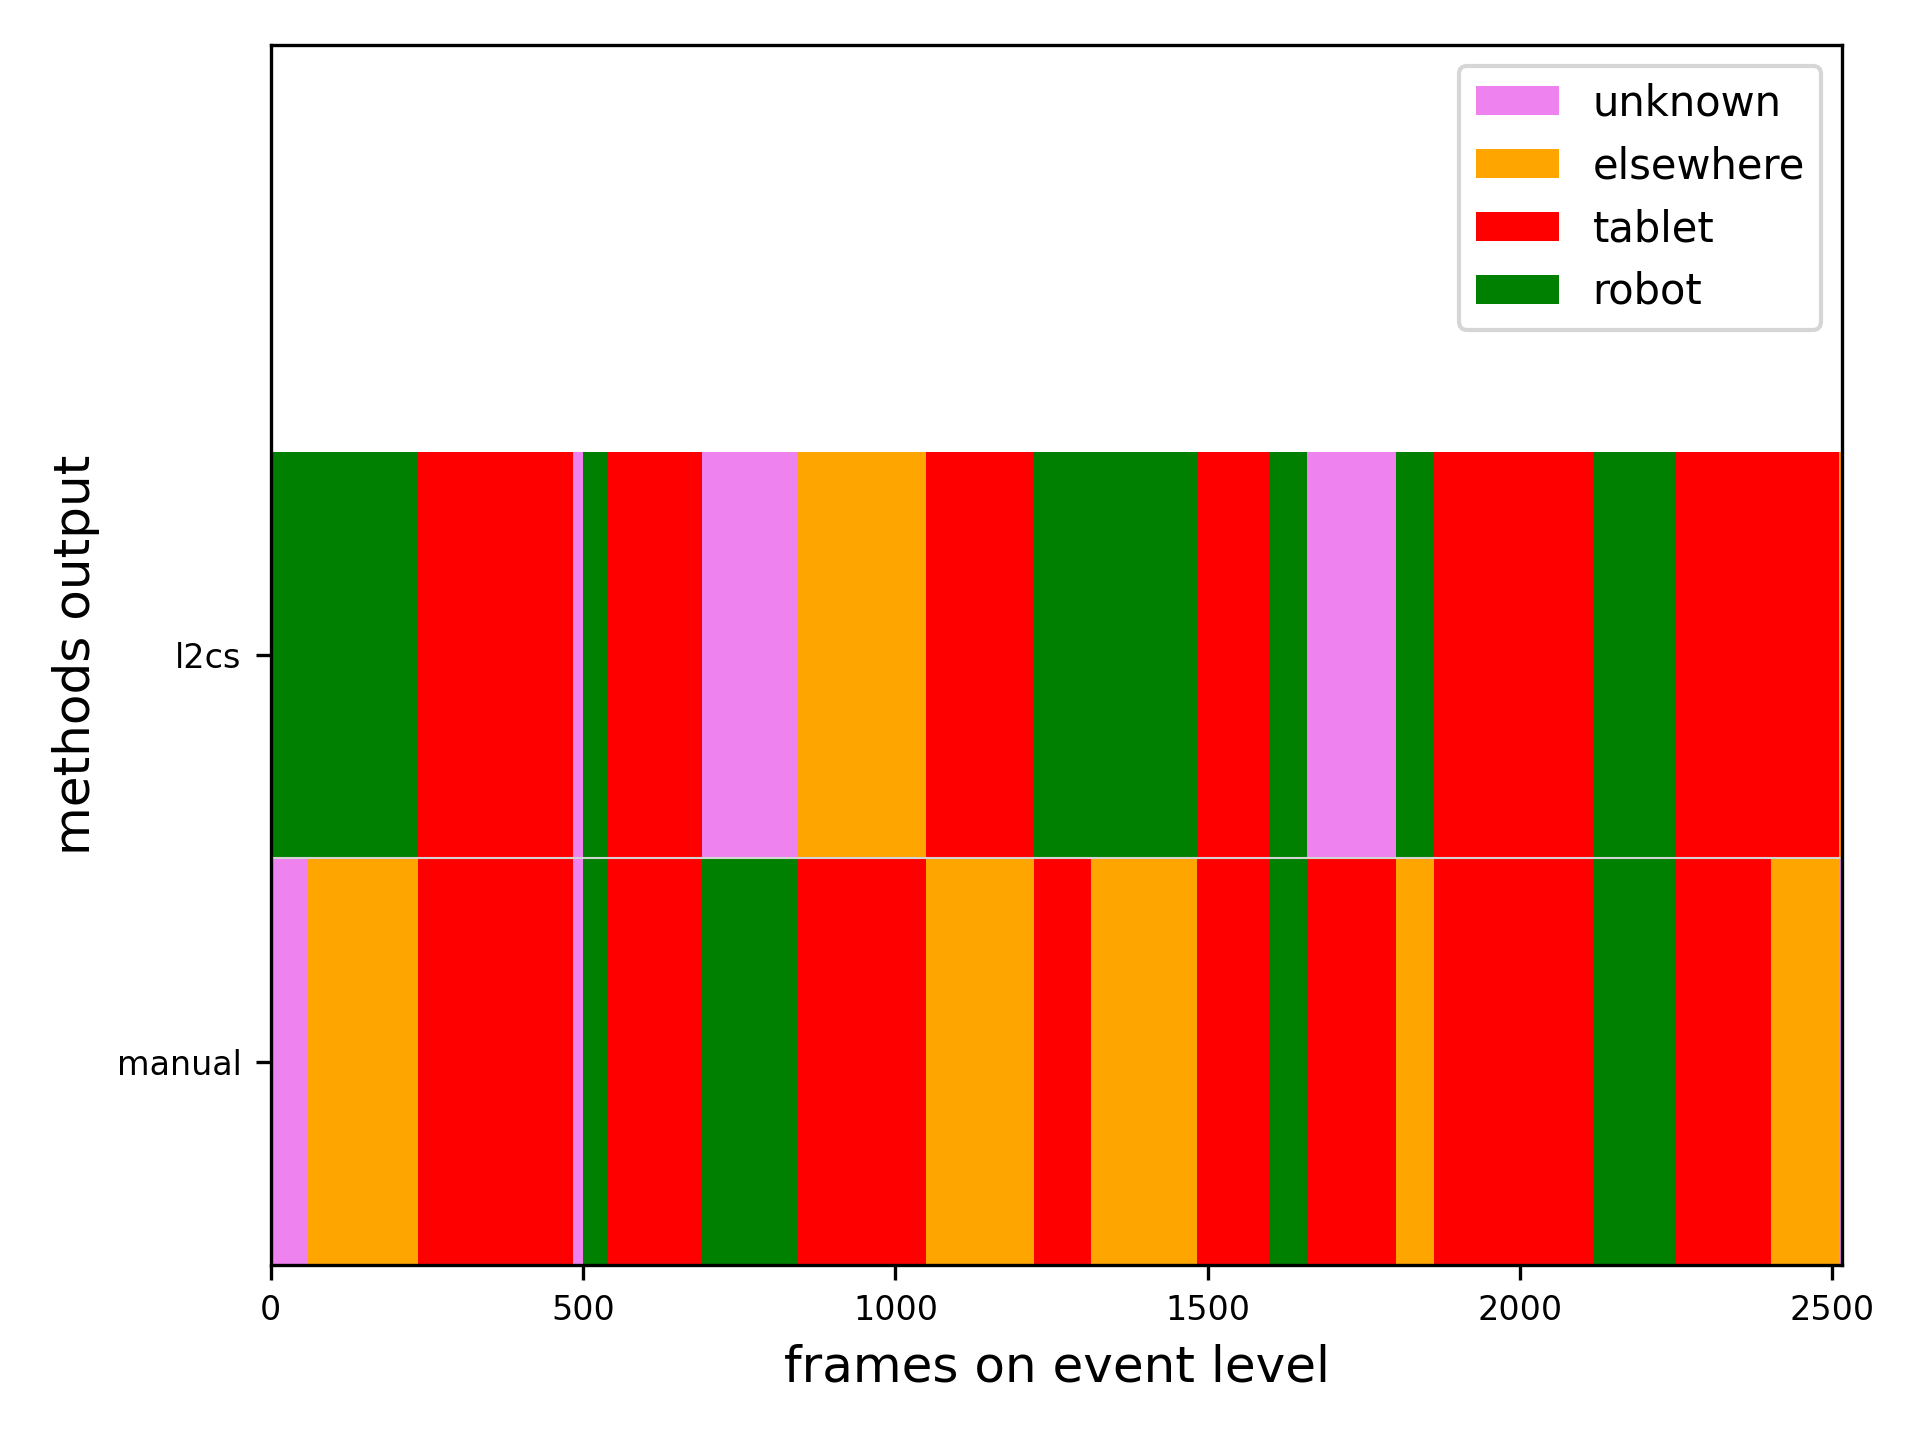 unknown
elsewhere
tablet
robot
methods output
l2cs
manual
0 500 1000 1500 2000 2500
frames on event level